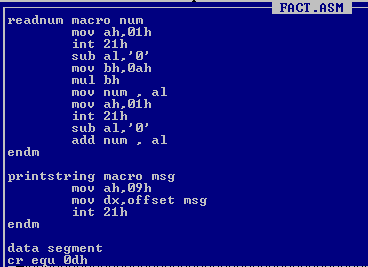 FACT.ASM
readnum macro num
mov ah,01h
int 21h
sub al,'0'
mov bh,0ah
mul bh
mov num , al
mov ah,01h
int 21h
sub al,'0'
add num , al
endm
printstring macro msg
mov ah,09h
mov dx,offset msg
int 21h
endm
data segment
cr equ 0dh